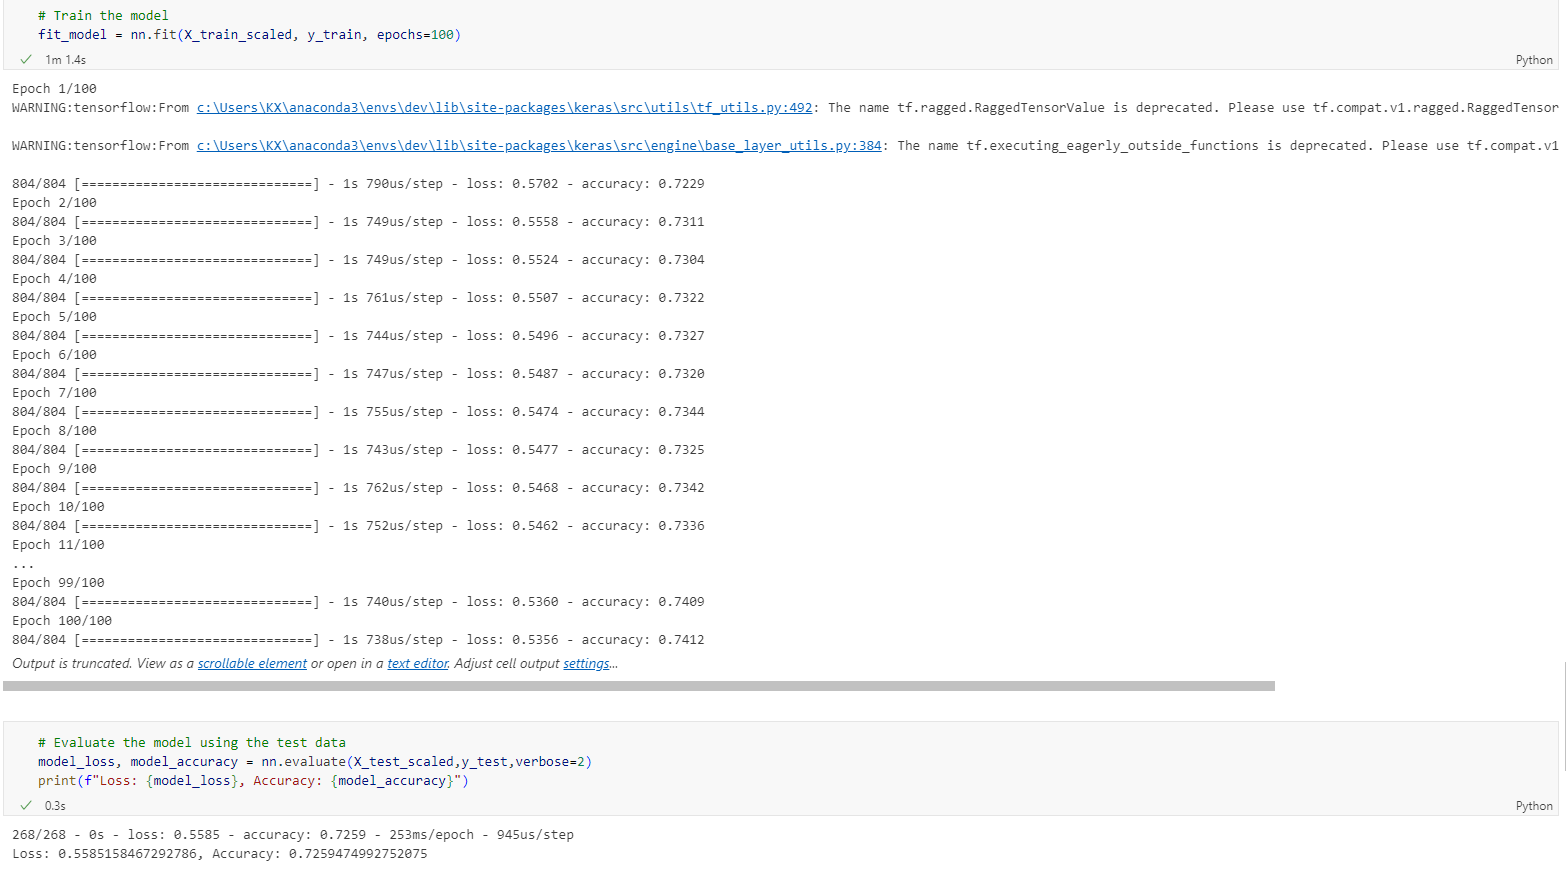 # Train the model
fit_model = nn.fit(X_train_scaled, y_train, epochs=100)
1m 1.4s
Python
Epoch 1/100
WARNING:tensorflow:From c:\Users\KX\anaconda3\envs\dev\lib\site-packages\keras\src\utils\tf_utils.py:492: The name tf.ragged.RaggedTensorValue is deprecated. Please use tf.compat.v1.ragged.RaggedTensor
WARNING:tensorflow:From c:\Users\KX\anaconda3\envs\dev\lib\site-packages\keras\src\engine\base_layer_utils.py:384: The name tf.executing_eagerly_outside_functions is deprecated. Please use tf.compat.v1
804/804 [==============================] - 1s 790us/step - loss: 0.5702 - accuracy: 0.7229
Epoch 2/100
804/804 [==============================] - 1s 749us/step - loss: 0.5558 - accuracy: 0.7311
Epoch 3/100
804/804 [==============================] - 1s 749us/step - loss: 0.5524 - accuracy: 0.7304
Epoch 4/100
804/804 [==============================] - 1s 761us/step - loss: 0.5507 - accuracy: 0.7322
Epoch 5/100
804/804 [==============================] - 1s 744us/step - loss: 0.5496 - accuracy: 0.7327
Epoch 6/100
804/804 [==============================] - 1s 747us/step - loss: 0.5487 - accuracy: 0.7320
Epoch 7/100
804/804 [==============================] - 1s 755us/step - loss: 0.5474 - accuracy: 0.7344
Epoch 8/100
804/804 [==============================] - 1s 743us/step - loss: 0.5477 - accuracy: 0.7325
Epoch 9/100
804/804 [==============================] - 1s 762us/step - loss: 0.5468 - accuracy: 0.7342
Epoch 10/100
804/804 [==============================] - 1s 752us/step - loss: 0.5462 - accuracy: 0.7336
Epoch 11/100
...
Epoch 99/100
804/804 [==============================] - 1s 740us/step - loss: 0.5360 - accuracy: 0.7409
Epoch 100/100
804/804 [==============================] - 1s 738us/step - loss: 0.5356 - accuracy: 0.7412
Output is truncated. View as a scrollable element or open in a text editor. Adjust cell output settings...
# Evaluate the model using the test data
model_loss, model_accuracy = nn.evaluate(X_test_scaled,y_test,verbose=2)
print(f"Loss: {model_loss}, Accuracy: {model_accuracy}")
0.3s
Python
268/268 - 0s - loss: 0.5585 - accuracy: 0.7259 - 253ms/epoch - 945us/step
Loss: 0.5585158467292786, Accuracy: 0.7259474992752075